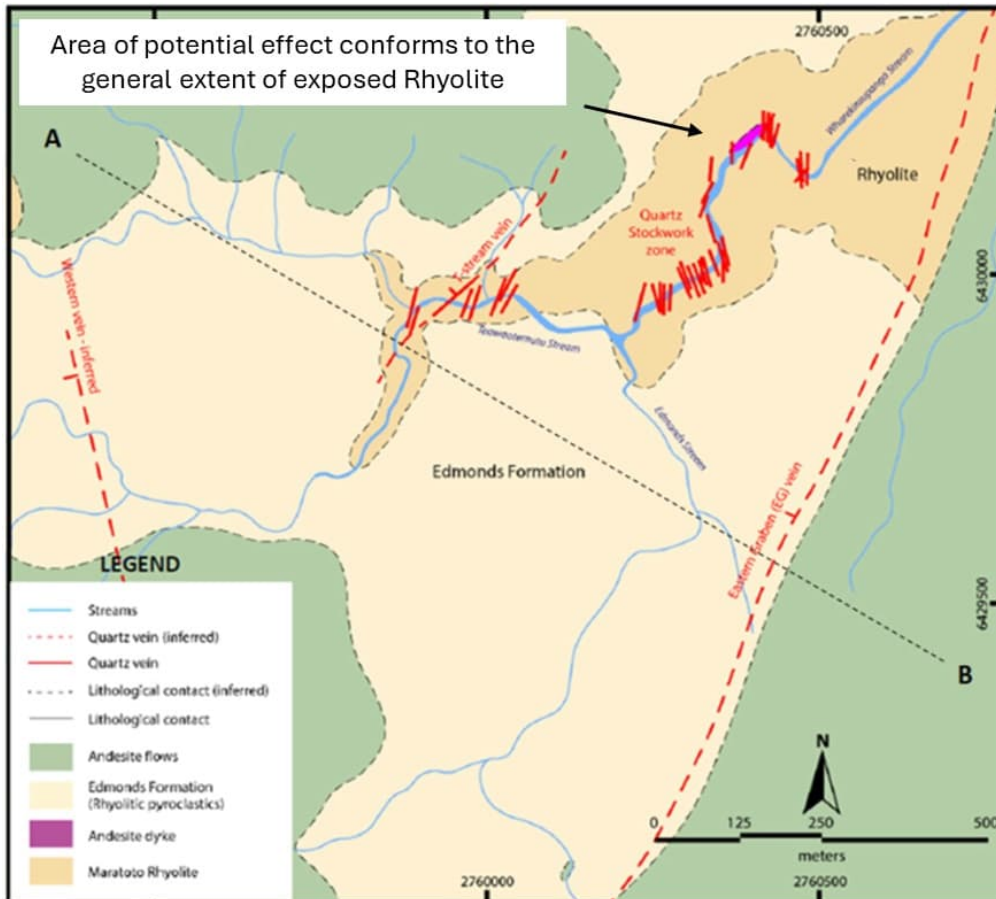 Area of potential effect conforms to the
general extent of exposed Rhyolite
2760500
A
B
Whanekirauponga Stream
Rhyolite
Quartz
Stockwork
zone
T-stream vein
6430000
Western vein - inferred
Edmonds Stream
Edmonds Formation
Eastern Graben (EG) vein
6429500
LEGEND
Streams
Quartz vein (inferred)
Quartz vein
Lithological contact (inferred)
Lithological contact
Andesite flows
Edmonds Formation
(Rhyolitic pyroclastics)
Andesite dyke
Maratoto Rhyolite
N
0 125 250 500
meters
2760000
2760500